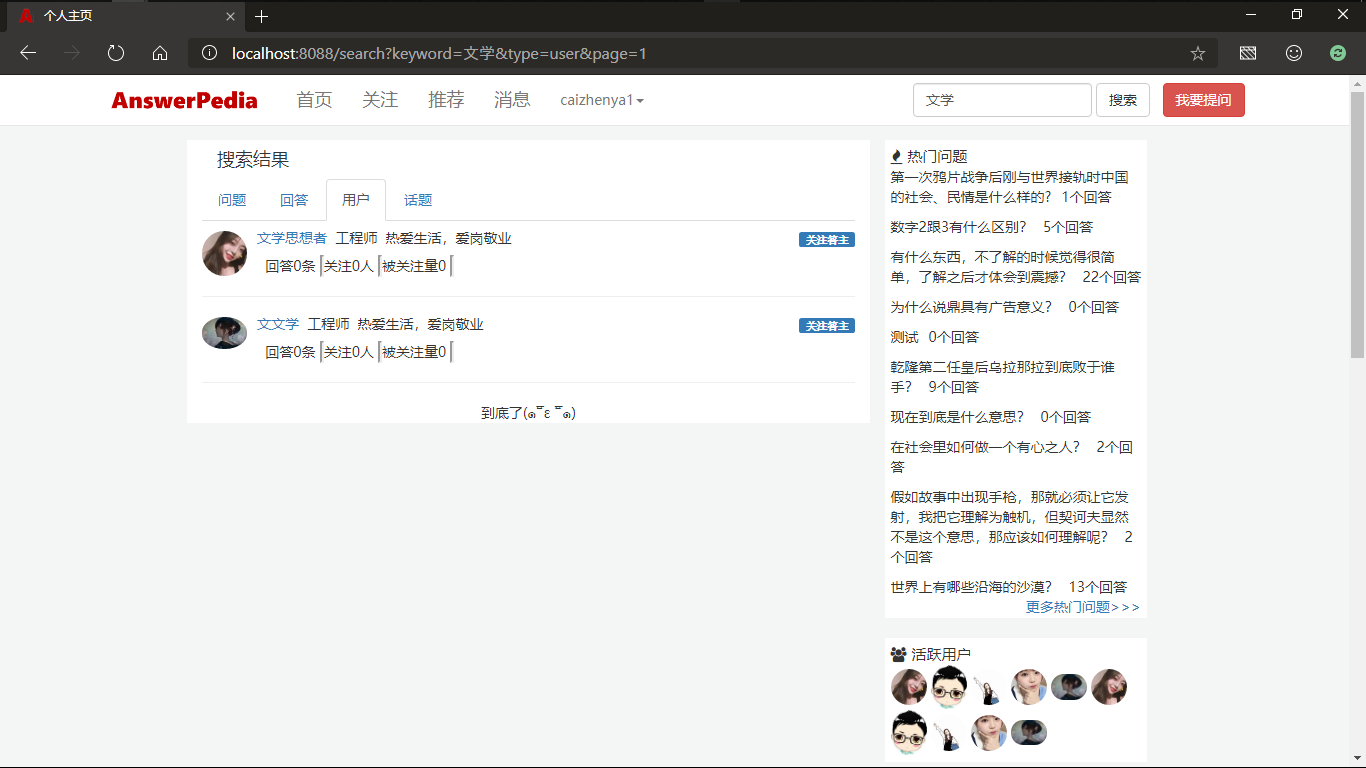 个人主页
localhost:8088/search?keyword=文学&type=user&page=1
AnswerPedia 首页 关注 推荐 消息 caizhenya1 文学 搜索 我要提问
搜索结果
问题 回答 用户 话题
文学思想者 工程师 热爱生活，爱岗敬业 关注答主
回答0条 关注0人 被关注量0
文文学 工程师 热爱生活，爱岗敬业 关注答主
回答0条 关注0人 被关注量0
到底了(๑ ‾᷅ε ‾᷅๑)
热门问题
第一次鸦片战争后刚与世界接轨时中国
的社会、民情是什么样的? 1个回答
数字2跟3有什么区别? 5个回答
有什么东西，不了解的时候觉得很简
单，了解之后才体会到震撼? 22个回答
为什么说鼎具有广告意义? 0个回答
测试 0个回答
乾隆第二任皇后乌拉那拉到底败于谁
手? 9个回答
现在到底是什么意思? 0个回答
在社会里如何做一个有心之人? 2个回
答
假如故事中出现手枪，那就必须让它发
射，我把它理解为触机，但契诃夫显然
不是这个意思，那应该如何理解呢? 2
个回答
世界上有哪些沿海的沙漠? 13个回答
更多热门问题>>>
活跃用户